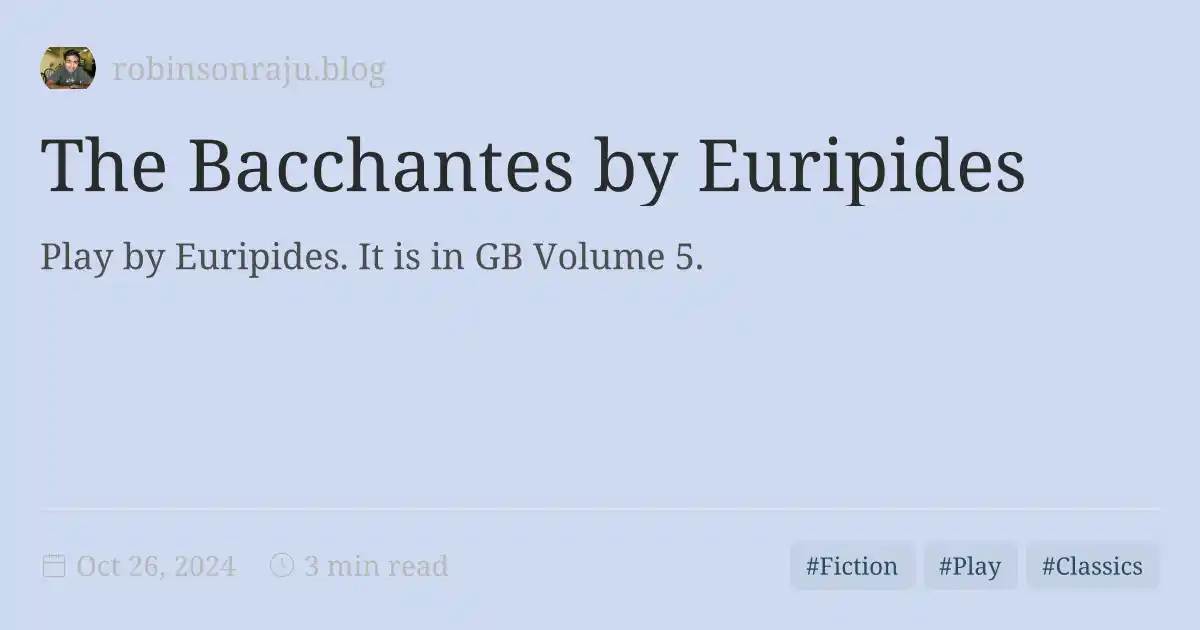 robinsonraju.blog
The Bacchantes by Euripides
Play by Euripides. It is in GB Volume 5.
Oct 26, 2024 3 min read #Fiction #Play #Classics